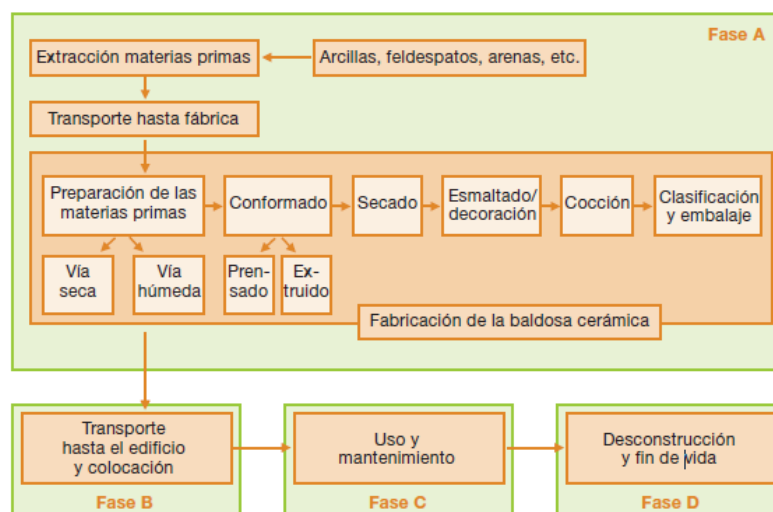 Fase A
Extracción materias primas
Arcillas, feldespatos, arenas, etc.
Transporte hasta fábrica
Preparación de las
materias primas
Conformado
Secado
Esmaltado/
decoración
Cocción
Clasificación
y embalaje
Vía
seca
Vía
húmeda
Pren-
sado
Ex-
truido
Fabricación de la baldosa cerámica
Transporte
hasta el edificio
y colocación
Fase B
Uso y
mantenimiento
Fase C
Desconstrucción
y fin de vida
Fase D